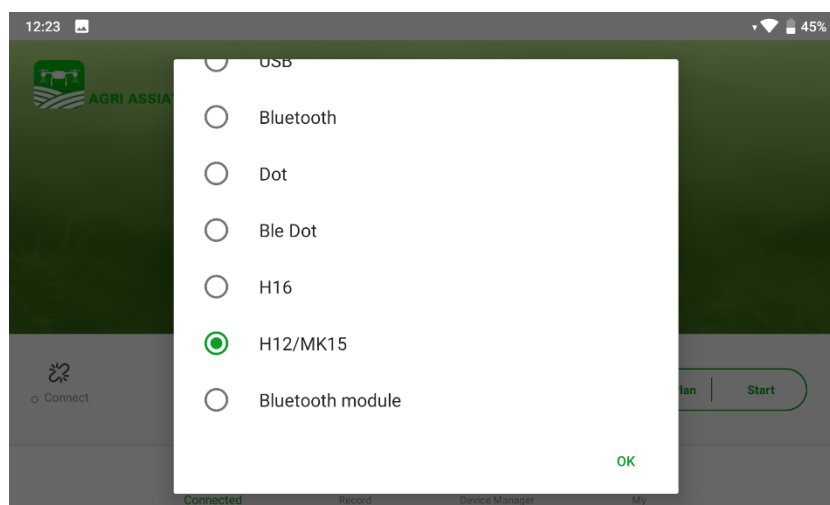 12:23
45%
AGRI ASSIA
USB
Bluetooth
Dot
Ble Dot
H16
H12/MK15
Bluetooth module
OK
Connect
lan
Start
Connected
Record
Device Manager
My